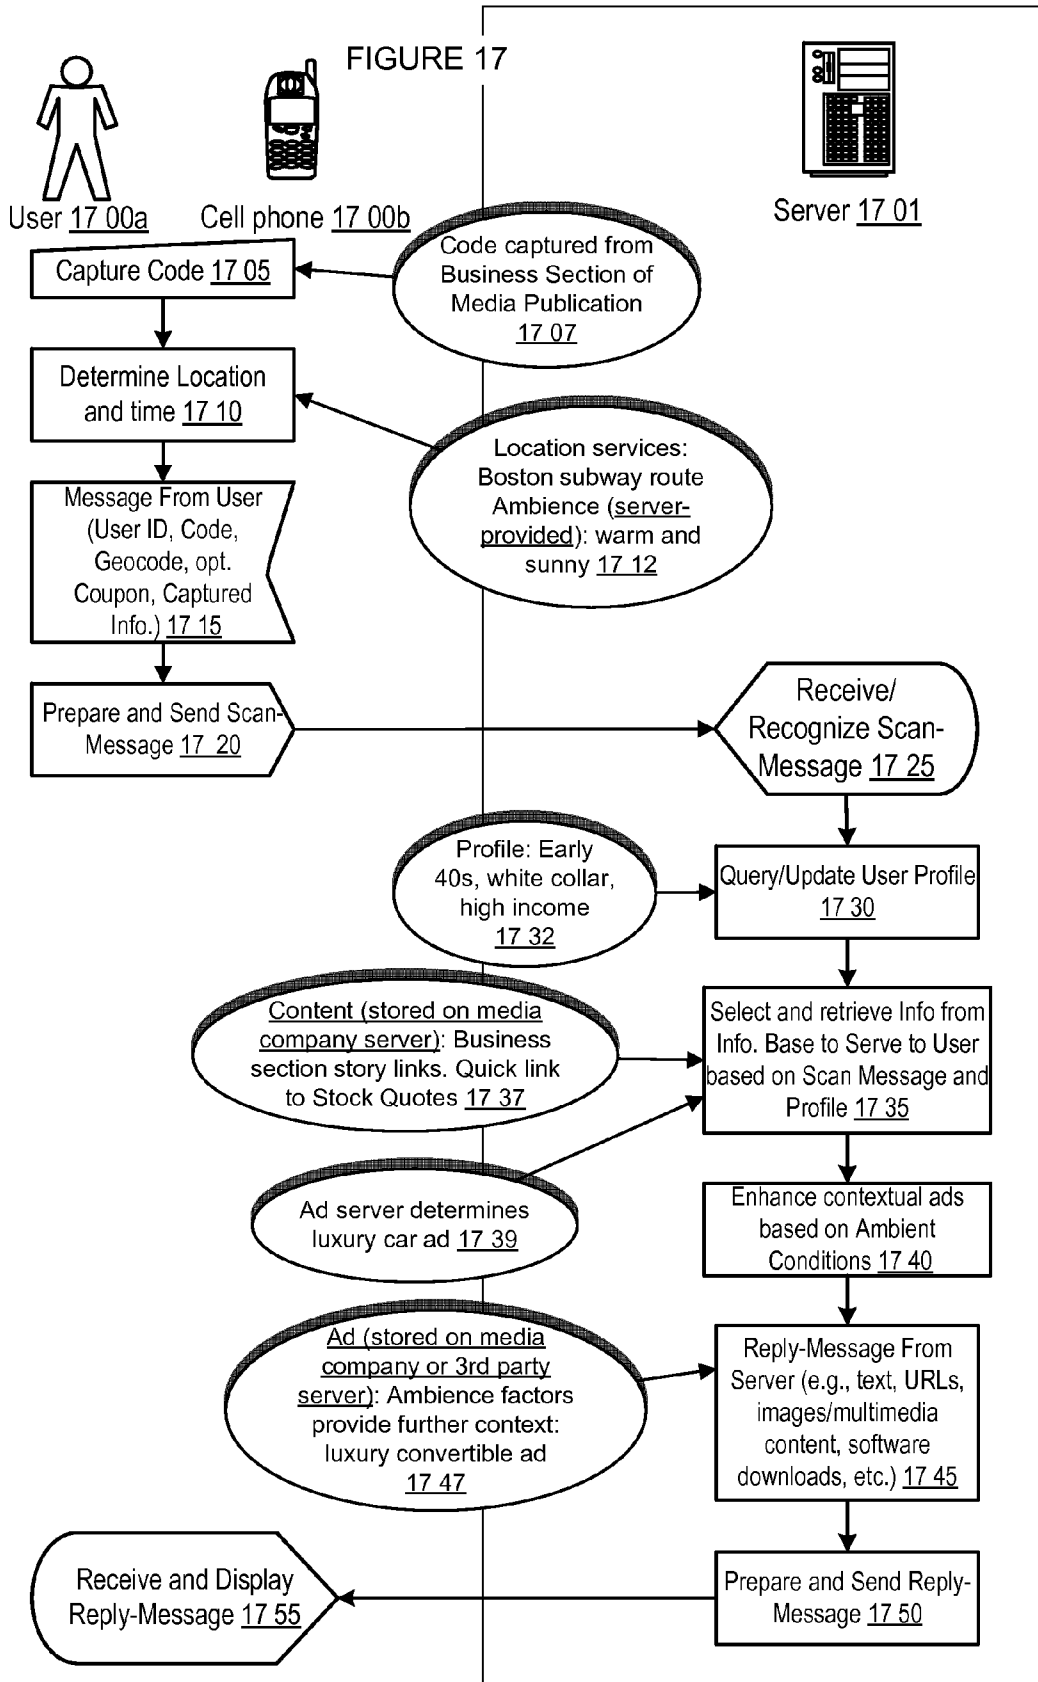 FIGURE 17
User 17 00a
Cell phone 17 00b
Server 17 01
Capture Code 17 05
Code captured from
Business Section of
Media Publication
17 07
Determine Location
and time 17 10
Location services:
Boston subway route
Ambience (server-
provided): warm and
sunny 17 12
Message From User
(User ID, Code,
Geocode, opt.
Coupon, Captured
Info.) 17 15
Prepare and Send Scan-
Message 17 20
Receive/
Recognize Scan-
Message 17 25
Profile: Early
40s, white collar,
high income
17 32
Query/Update User Profile
17 30
Content (stored on media
company server): Business
section story links. Quick link
to Stock Quotes 17 37
Select and retrieve Info from
Info. Base to Serve to User
based on Scan Message and
Profile 17 35
Ad server determines
luxury car ad 17 39
Enhance contextual ads
based on Ambient
Conditions 17 40
Ad (stored on media
company or 3rd party
server): Ambience factors
provide further context:
luxury convertible ad
17 47
Reply-Message From
Server (e.g., text, URLs,
images/multimedia
content, software
downloads, etc.) 17 45
Receive and Display
Reply-Message 17 55
Prepare and Send Reply-
Message 17 50